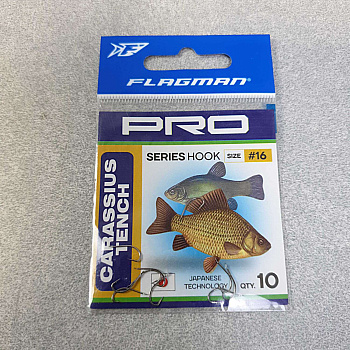 FLAGMAN®
PRO
SERIES HOOK SIZE #16
CARASSIUS
TENCH
JAPANESE
TECHNOLOGY
QTY. 10